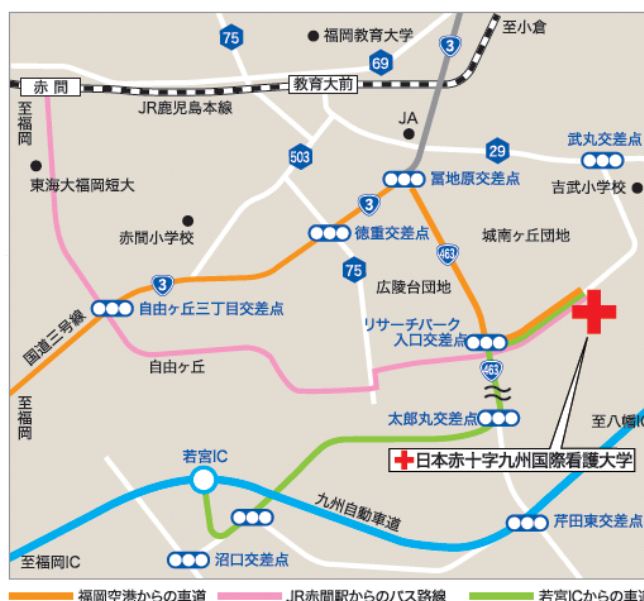 75
福岡教育大学
3
至小倉
69
赤間
教育大前
JR鹿児島本線
至福岡
JA
武丸交差点
503
29
東海大福岡短大
冨地原交差点
吉武小学校
3
赤間小学校
徳重交差点
463
城南ヶ丘団地
3
75
広陵台団地
自由ヶ丘三丁目交差点
国道三号線
リサーチパーク
入口交差点
自由ヶ丘
463
至福岡
太郎丸交差点
至八幡IC
若宮IC
日本赤十字九州国際看護大学
九州自動車道
芹田東交差点
至福岡IC
沼口交差点
福岡空港からの車道
JR赤間駅からのバス路線
若宮ICからの車道